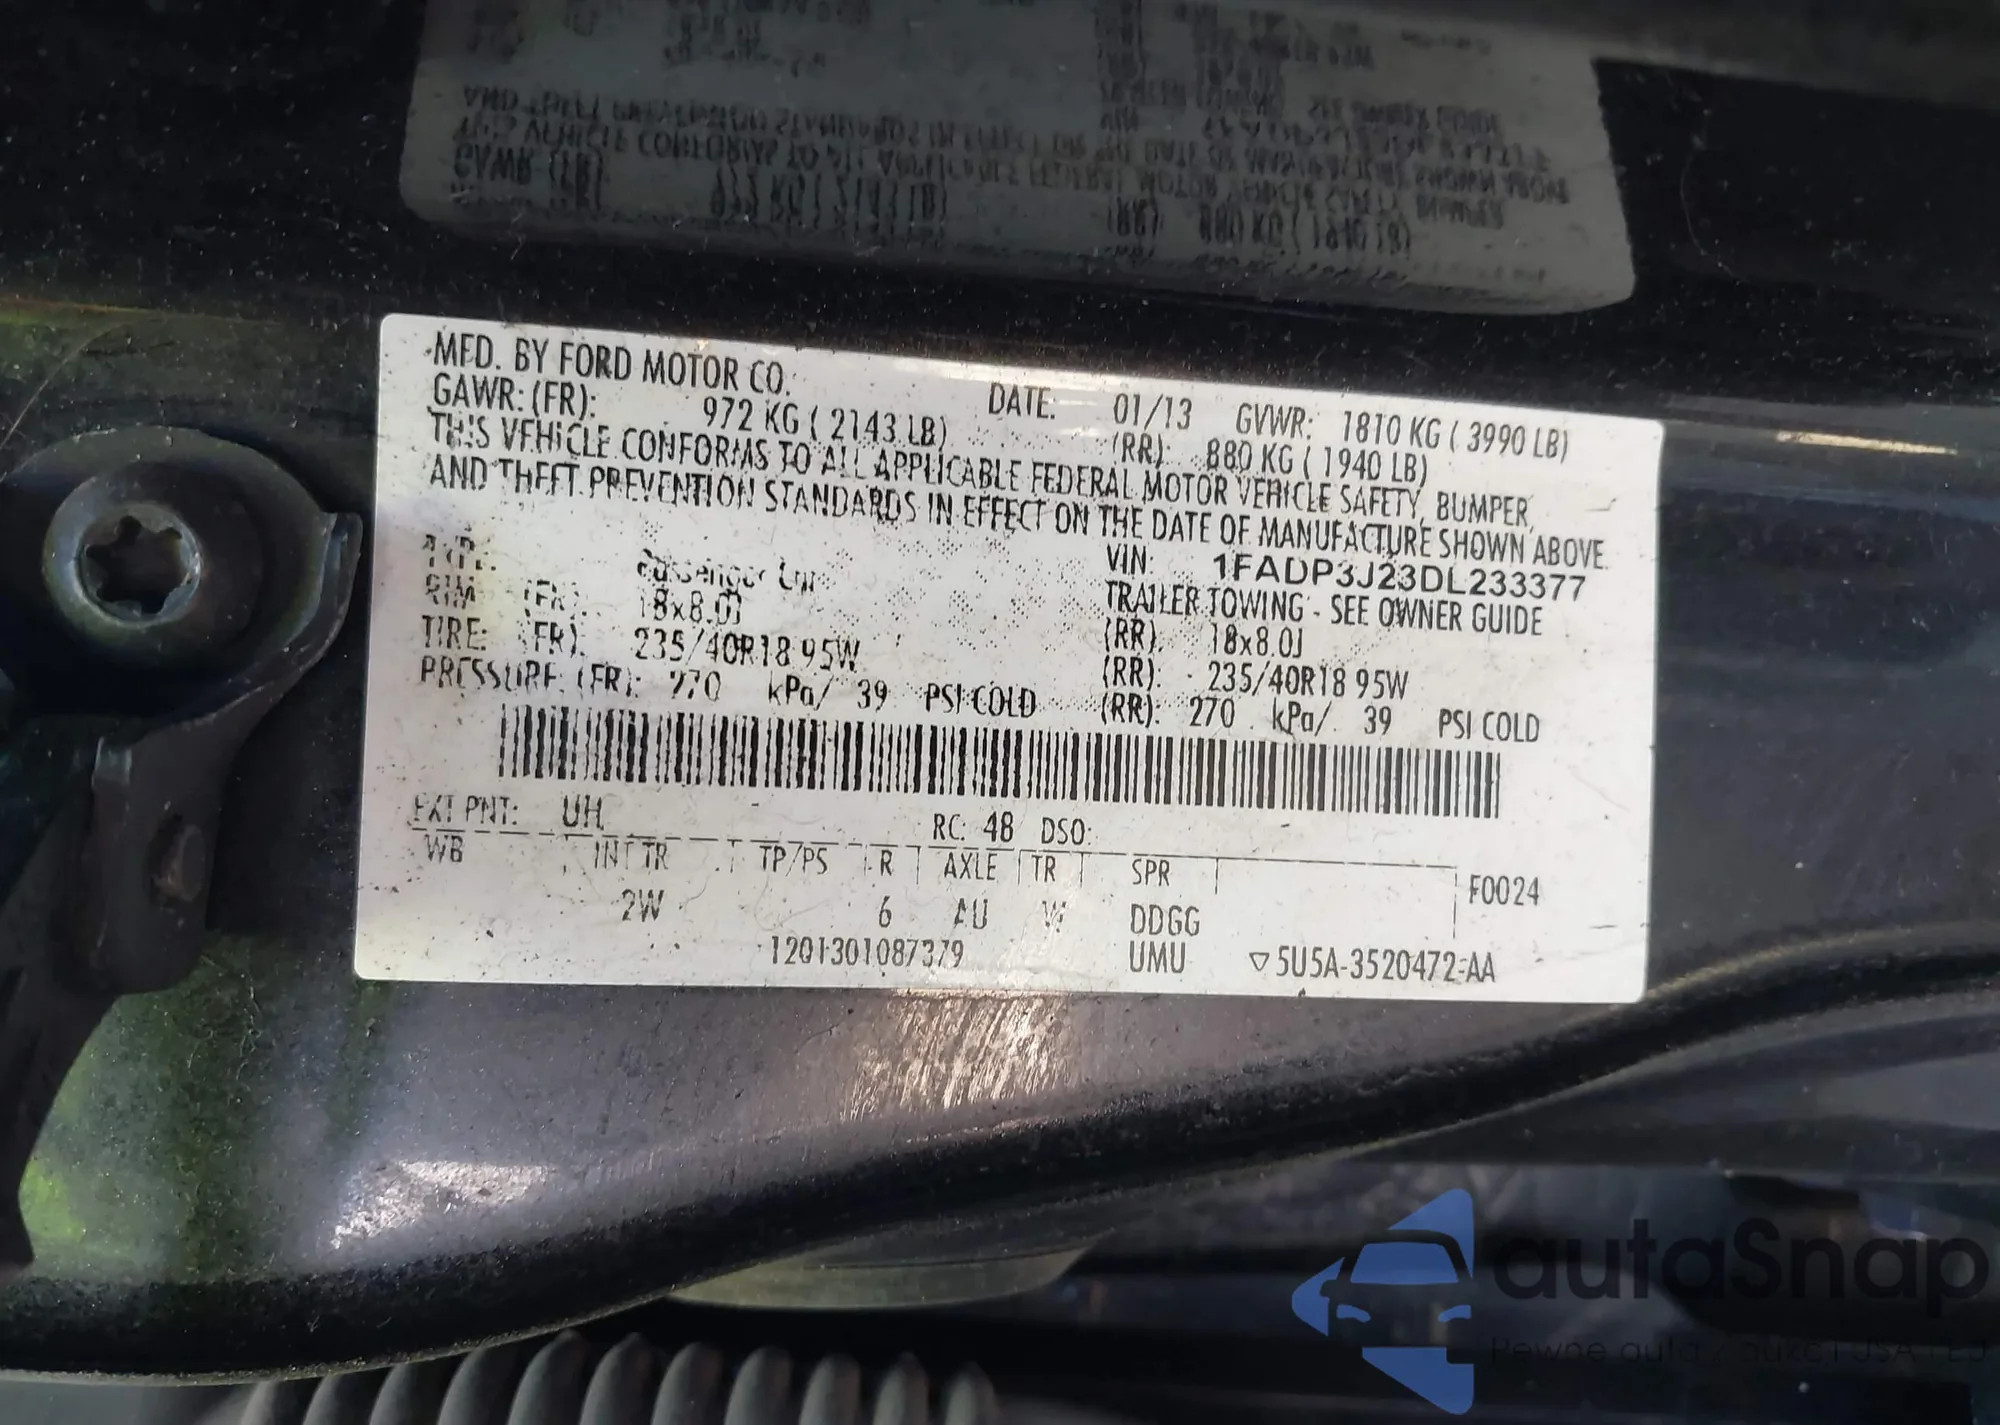 MFD. BY FORD MOTOR CO.
DATE: 01/13 GVWR: 1810 KG ( 3990 LB)
GAWR: (FR): 972 KG ( 2143 LB) (RR): 880 KG ( 1940 LB)
THIS VEHICLE CONFORMS TO ALL APPLICABLE FEDERAL MOTOR VEHICLE SAFETY, BUMPER,
AND THEFT PREVENTION STANDARDS IN EFFECT ON THE DATE OF MANUFACTURE SHOWN ABOVE.
VIN: 1FADP3J23DL233377
TYPE: Passenger Car TRAILER TOWING - SEE OWNER GUIDE
RIM (FR): 18x8.0J (RR): 18x8.0J
TIRE: (FR): 235/40R18 95W (RR): 235/40R18 95W
PRESSURE: (FR): 270 kPa/ 39 PSI COLD (RR): 270 kPa/ 39 PSI COLD
EXT PNT: UH RC: 48 DSO:
WB INT TR TP/PS R AXLE TR SPR F0024
2W 6 AU W DDGG
UMU
1201301087379 ▽5U5A-3520472-AA
autoSnap